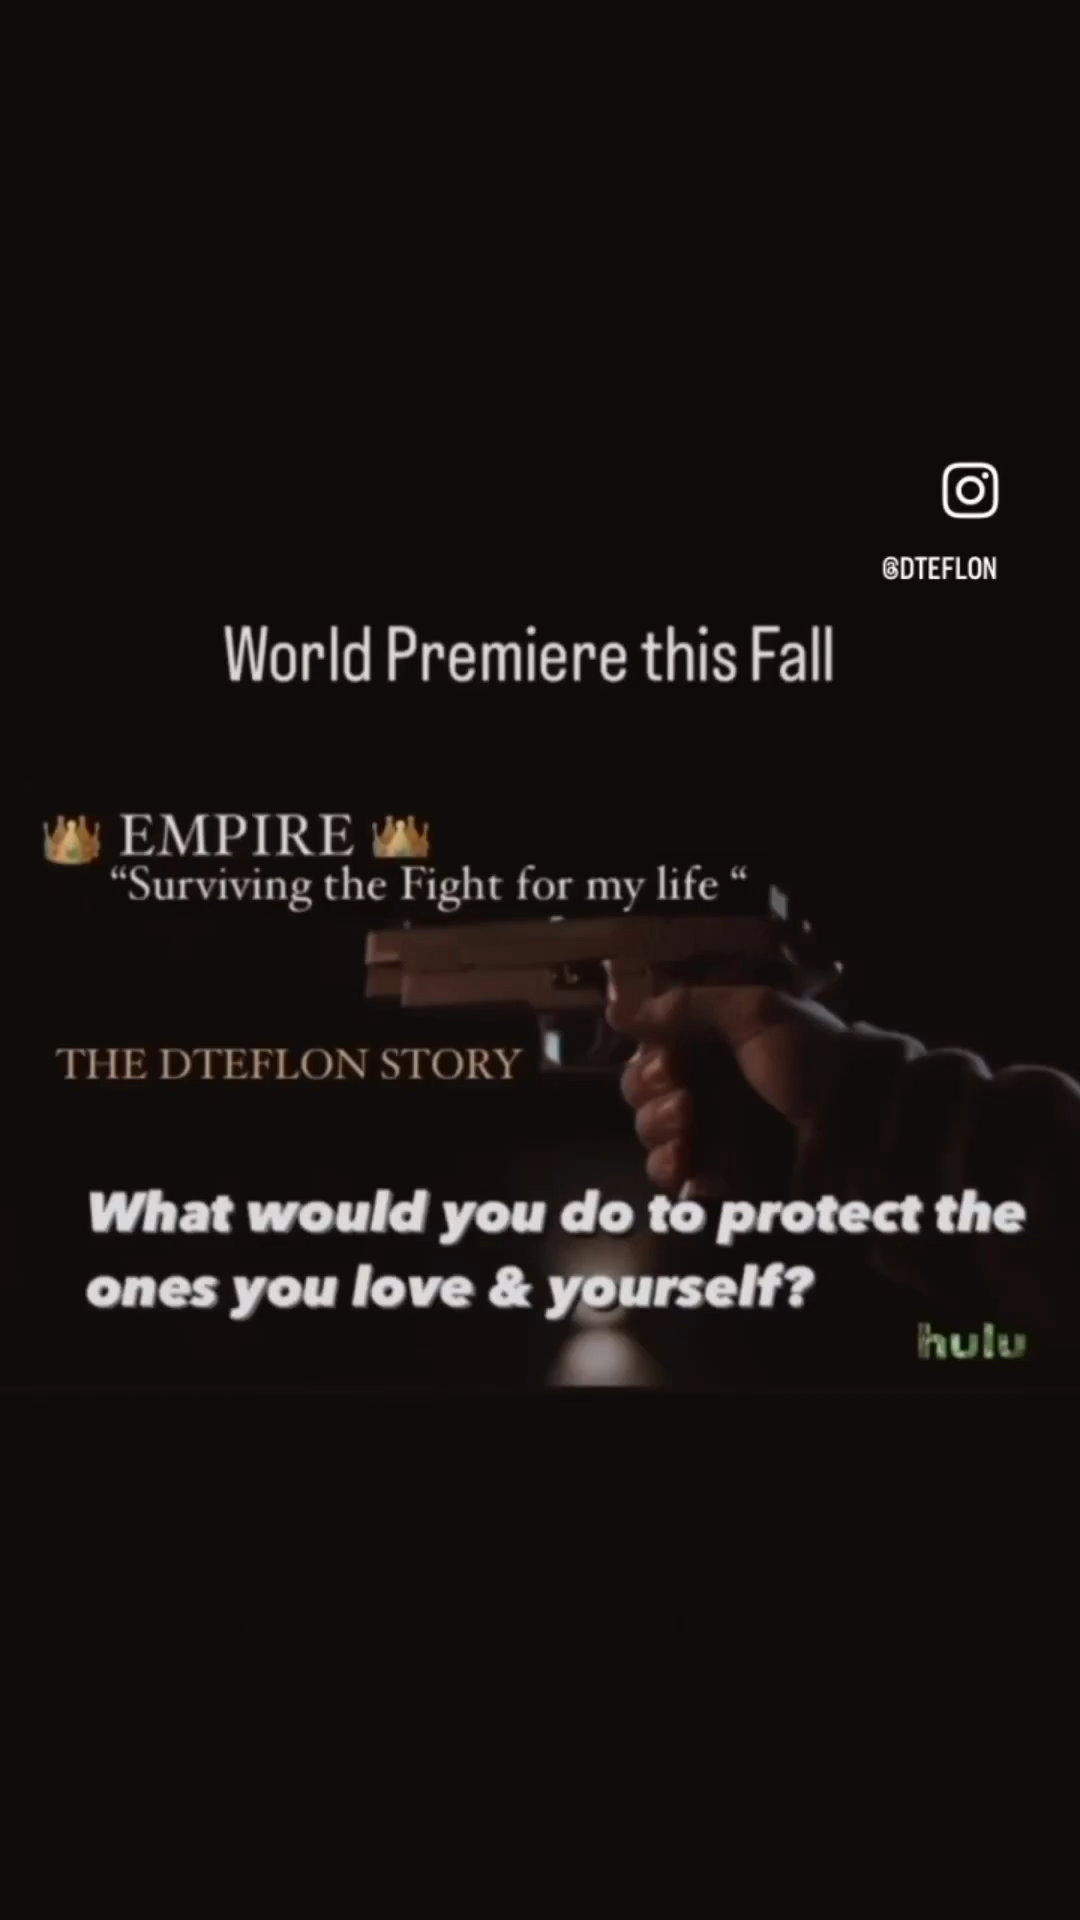 @DTEFLON
World Premiere this Fall
👑 EMPIRE 👑
“Surviving the Fight for my life “
THE DTEFLON STORY
What would you do to protect the
ones you love & yourself?
hulu